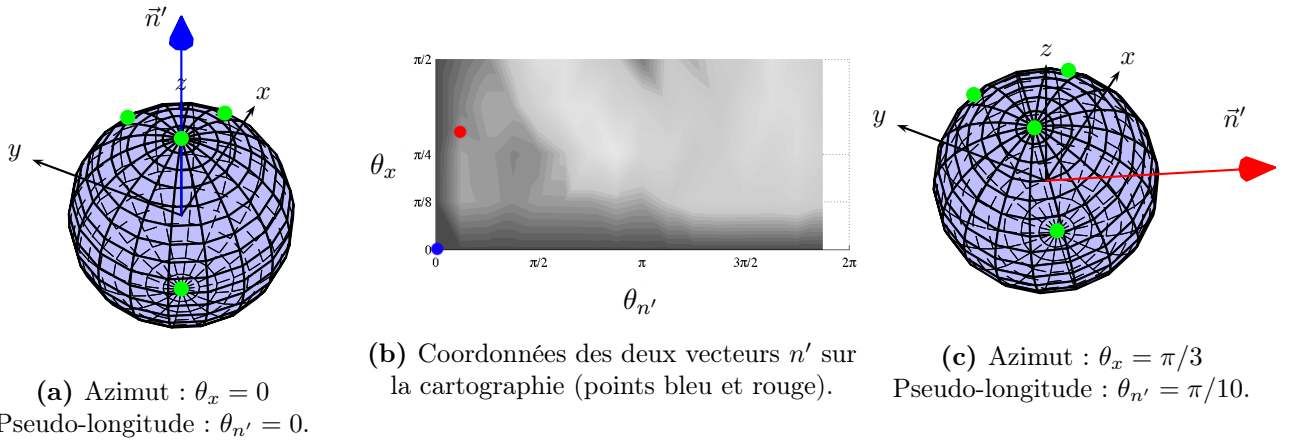 n⃗′
z
x
y
(a) Azimut : θx = 0
Pseudo-longitude : θn′ = 0.
π/2
θx
π/4
π/8
0
0
π/2
π
3π/2
2π
θn′
(b) Coordonnées des deux vecteurs n′ sur
la cartographie (points bleu et rouge).
z
x
y
n⃗′
(c) Azimut : θx = π/3
Pseudo-longitude : θn′ = π/10.